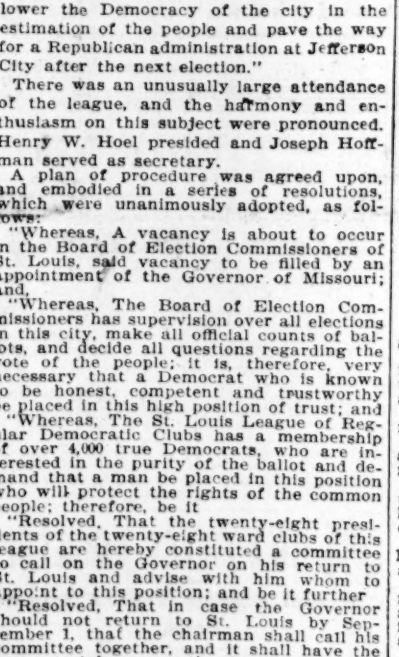 lower the Democracy of the city in the
estimation of the people and pave the way
for a Republican administration at Jefferson
City after the next election."
There was an unusually large attendance
of the league, and the harmony and en-
thusiasm on this subject were pronounced.
Henry W. Hoel presided and Joseph Hoff-
man served as secretary.
A plan of procedure was agreed upon,
and embodied in a series of resolutions,
which were unanimously adopted, as fol-
lows:
"Whereas, A vacancy is about to occur
in the Board of Election Commissioners of
St. Louis, said vacancy to be filled by an
appointment of the Governor of Missouri;
and,
"Whereas, The Board of Election Com-
missioners has supervision over all elections
in this city, make all official counts of bal-
lots, and decide all questions regarding the
vote of the people; it is, therefore, very
necessary that a Democrat who is known
to be honest, competent and trustworthy
be placed in this high position of trust; and
"Whereas, The St. Louis League of Reg-
ular Democratic Clubs has a membership
of over 4,000 true Democrats, who are in-
terested in the purity of the ballot and de-
mand that a man be placed in this position
who will protect the rights of the common
people; therefore, be it
"Resolved, That the twenty-eight presi-
dents of the twenty-eight ward clubs of this
league are hereby constituted a committee
to call on the Governor on his return to
St. Louis and advise with him whom to
appoint to this position; and be it further
"Resolved, That in case the Governor
should not return to St. Louis by Sep-
tember 1, that the chairman shall call his
committee together, and it shall have the